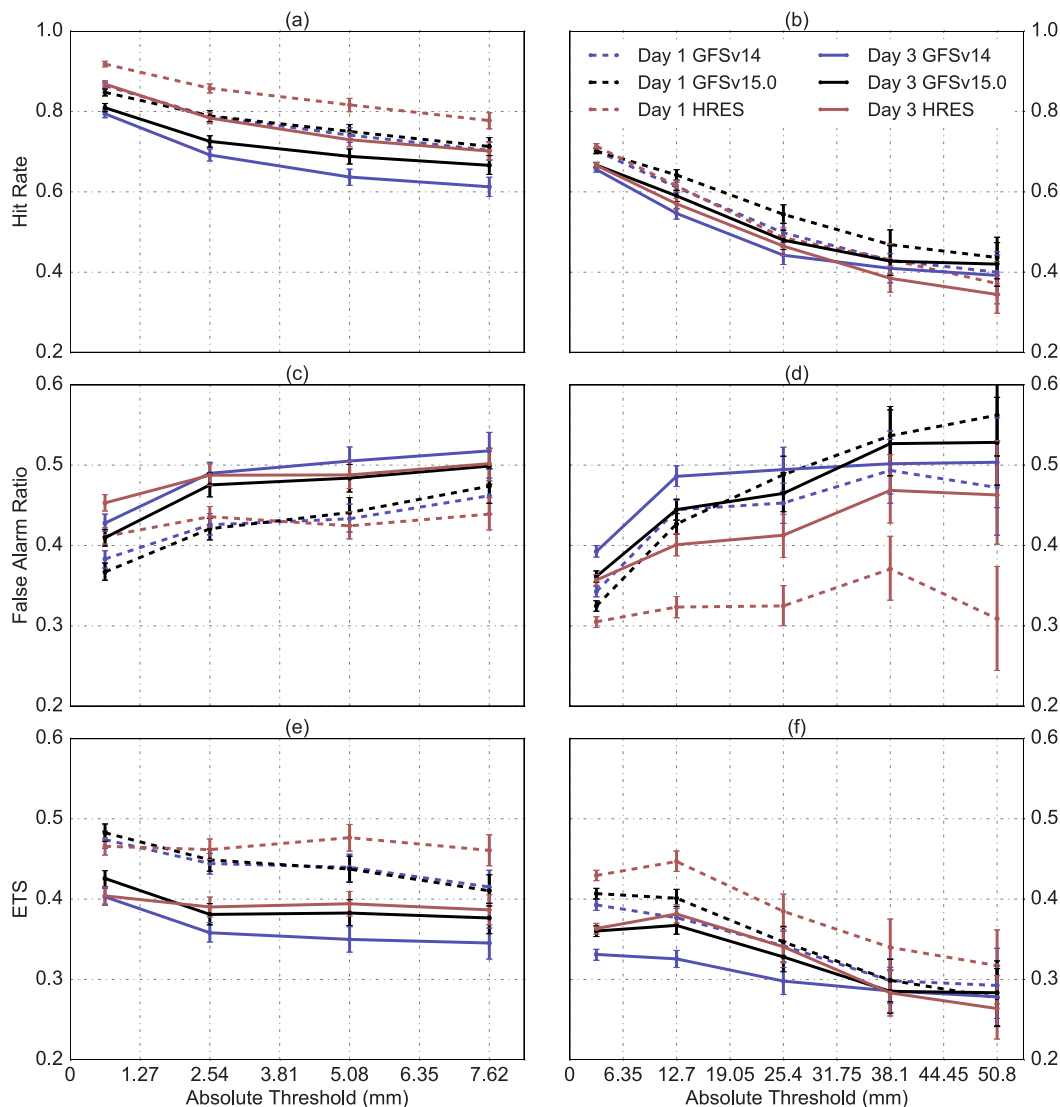 (a) (b)
1.0 1.0
Day 1 GFSv14 Day 3 GFSv14
Day 1 GFSv15.0 Day 3 GFSv15.0
Day 1 HRES Day 3 HRES
0.8 0.8
Hit Rate
0.6 0.6
0.4 0.4
0.2 0.2
(c) (d)
0.6 0.6
0.5 0.5
False Alarm Ratio
0.4 0.4
0.3 0.3
0.2 0.2
(e) (f)
0.6 0.6
0.5 0.5
ETS
0.4 0.4
0.3 0.3
0.2 0.2
0 1.27 2.54 3.81 5.08 6.35 7.62 0 6.35 12.7 19.05 25.4 31.75 38.1 44.45 50.8
Absolute Threshold (mm) Absolute Threshold (mm)